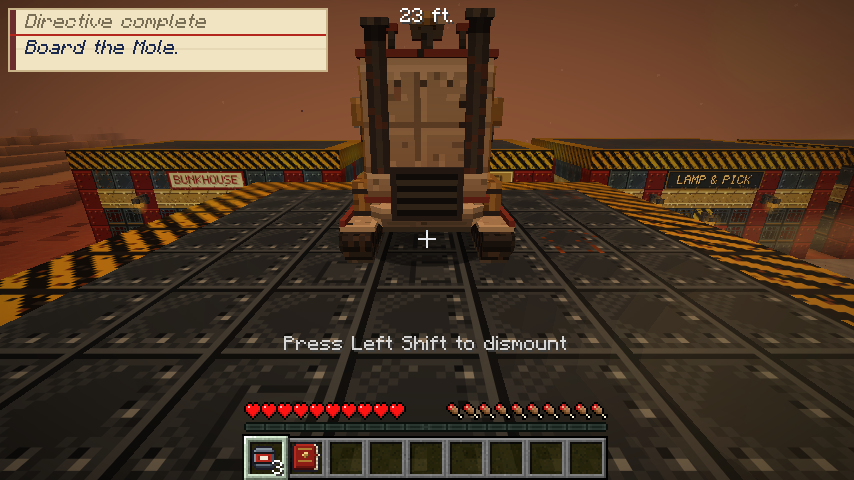 23 ft.
Directive complete
Board the Mole.
BUNKHOUSE
LAMP & PICK
Press Left Shift to dismount
3